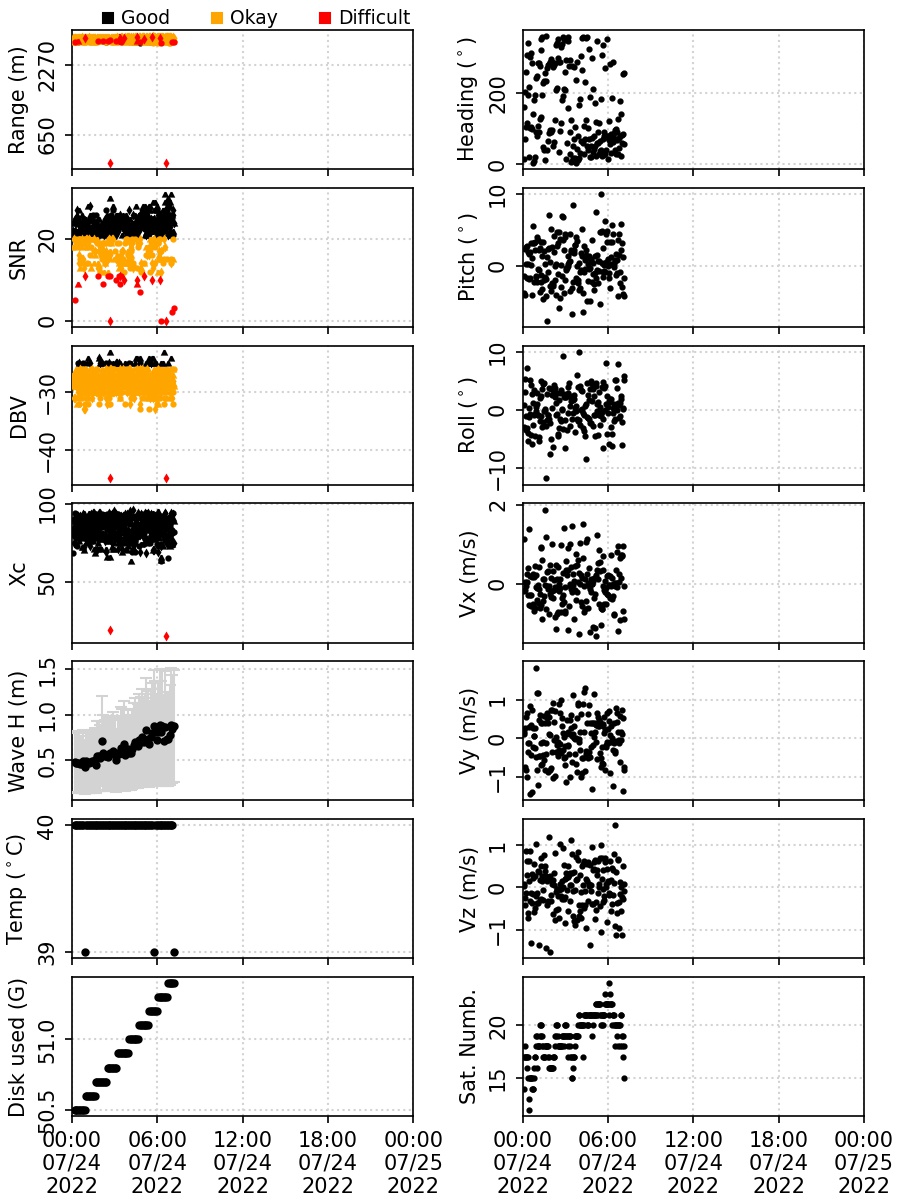 Good Okay Difficult
Range (m)
2270
650
Heading (°)
200
0
SNR
20
0
Pitch (°)
10
0
DBV
−30
−40
Roll (°)
10
0
−10
Xc
100
50
Vx (m/s)
2
0
Wave H (m)
1.5
1.0
0.5
Vy (m/s)
1
0
−1
Temp (°C)
40
39
Vz (m/s)
1
0
−1
Disk used (G)
51.0
50.5
Sat. Numb.
20
15
00:00 06:00 12:00 18:00 00:00
07/24 07/24 07/24 07/24 07/25
2022 2022 2022 2022 2022
00:00 06:00 12:00 18:00 00:00
07/24 07/24 07/24 07/24 07/25
2022 2022 2022 2022 2022